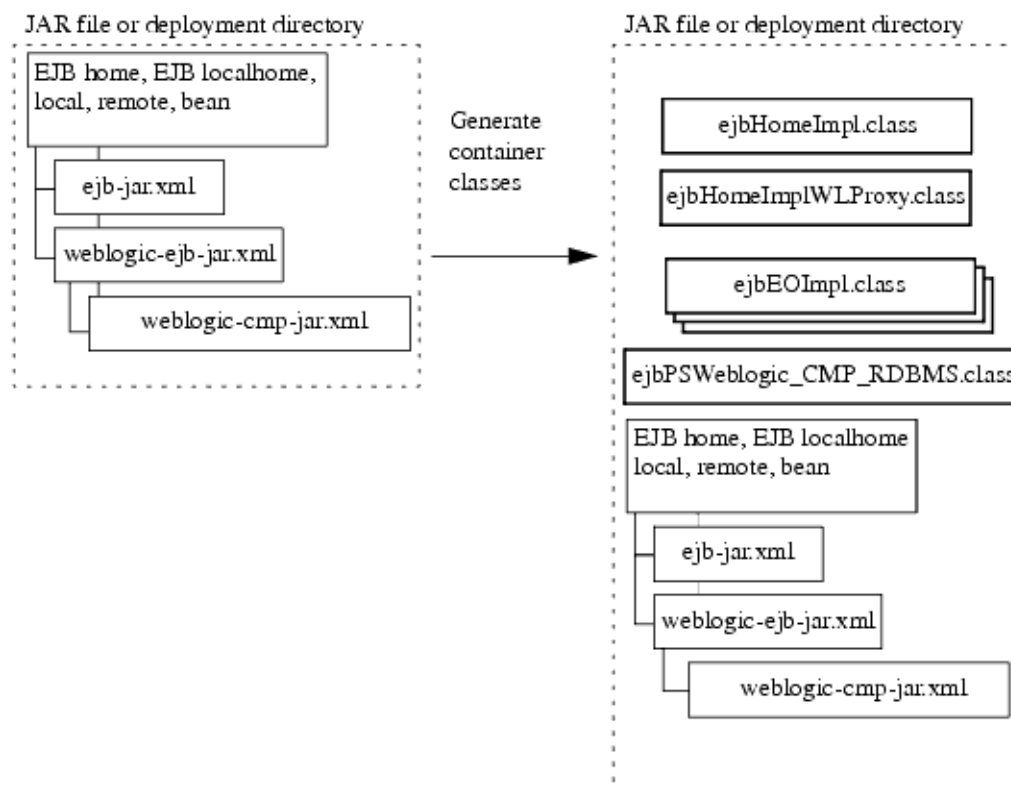 JAR file or deployment directory
EJB home, EJB localhome,
local, remote, bean
ejb-jar.xml
weblogic-ejb-jar.xml
weblogic-cmp-jar.xml
Generate
container
classes
JAR file or deployment directory
ejbHomeImpl.class
ejbHomeImplWLProxy.class
ejbEOImpl.class
ejbPSWeblogic_CMP_RDBMS.class
EJB home, EJB localhome
local, remote, bean
ejb-jar.xml
weblogic-ejb-jar.xml
weblogic-cmp-jar.xml